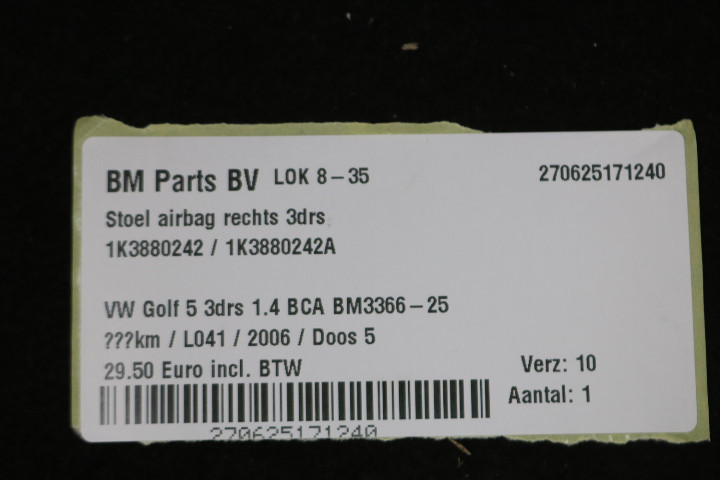 BM Parts BV LOK 8-35 270625171240
Stoel airbag rechts 3drs
1K3880242 / 1K3880242A
VW Golf 5 3drs 1.4 BCA BM3366-25
???km / L041 / 2006 / Doos 5
29.50 Euro incl. BTW Verz: 10
Aantal: 1
270625171240